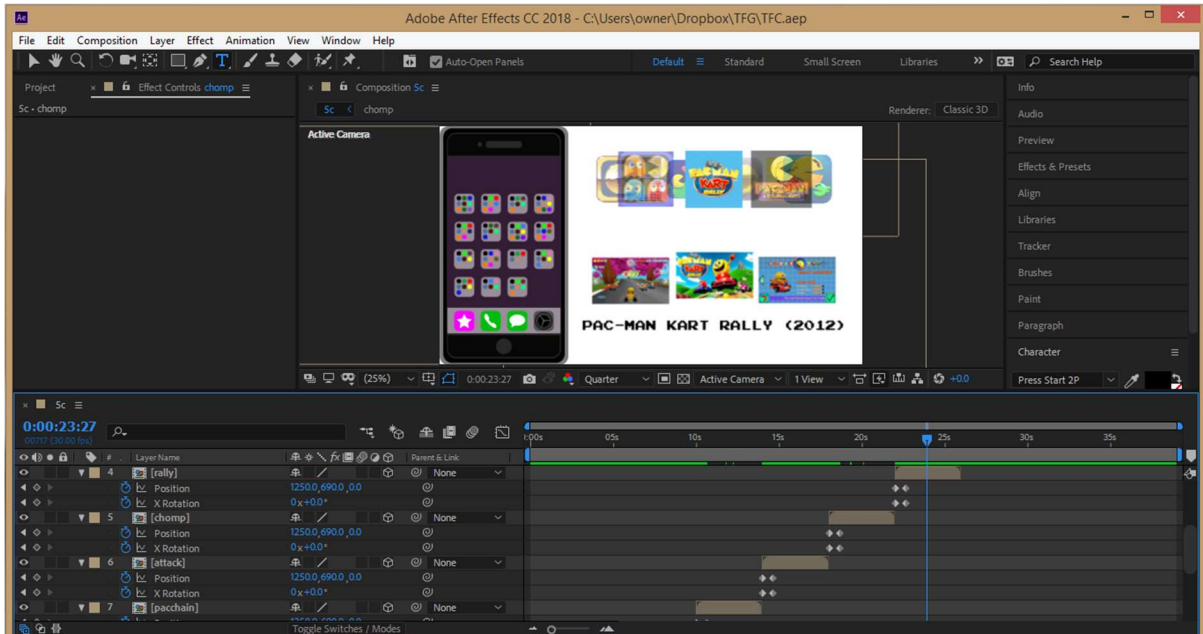 Ae
Adobe After Effects CC 2018 - C:\Users\owner\Dropbox\TFG\TFC.aep
File Edit Composition Layer Effect Animation View Window Help
T Auto-Open Panels Default Standard Small Screen Libraries Search Help
Project Effect Controls chomp
5c • chomp
Composition 5c
5c chomp
Renderer: Classic 3D
Active Camera
PAC-MAN
KART
RALLY
PAC-MAN KART RALLY (2012)
(25%) 0:00:23:27 Quarter Active Camera 1 View +0.0
Info
Audio
Preview
Effects & Presets
Align
Libraries
Tracker
Brushes
Paint
Paragraph
Character
Press Start 2P
5c
0:00:23:27
00717 (30.00 fps)
# Layer Name Parent & Link
05s 10s 15s 20s 25s 30s 35s
4 [rally] None
Position 1250.0,690.0,0.0
X Rotation 0x+0.0°
5 [chomp] None
Position 1250.0,690.0,0.0
X Rotation 0x+0.0°
6 [attack] None
Position 1250.0,690.0,0.0
X Rotation 0x+0.0°
7 [pacchain] None
Toggle Switches / Modes